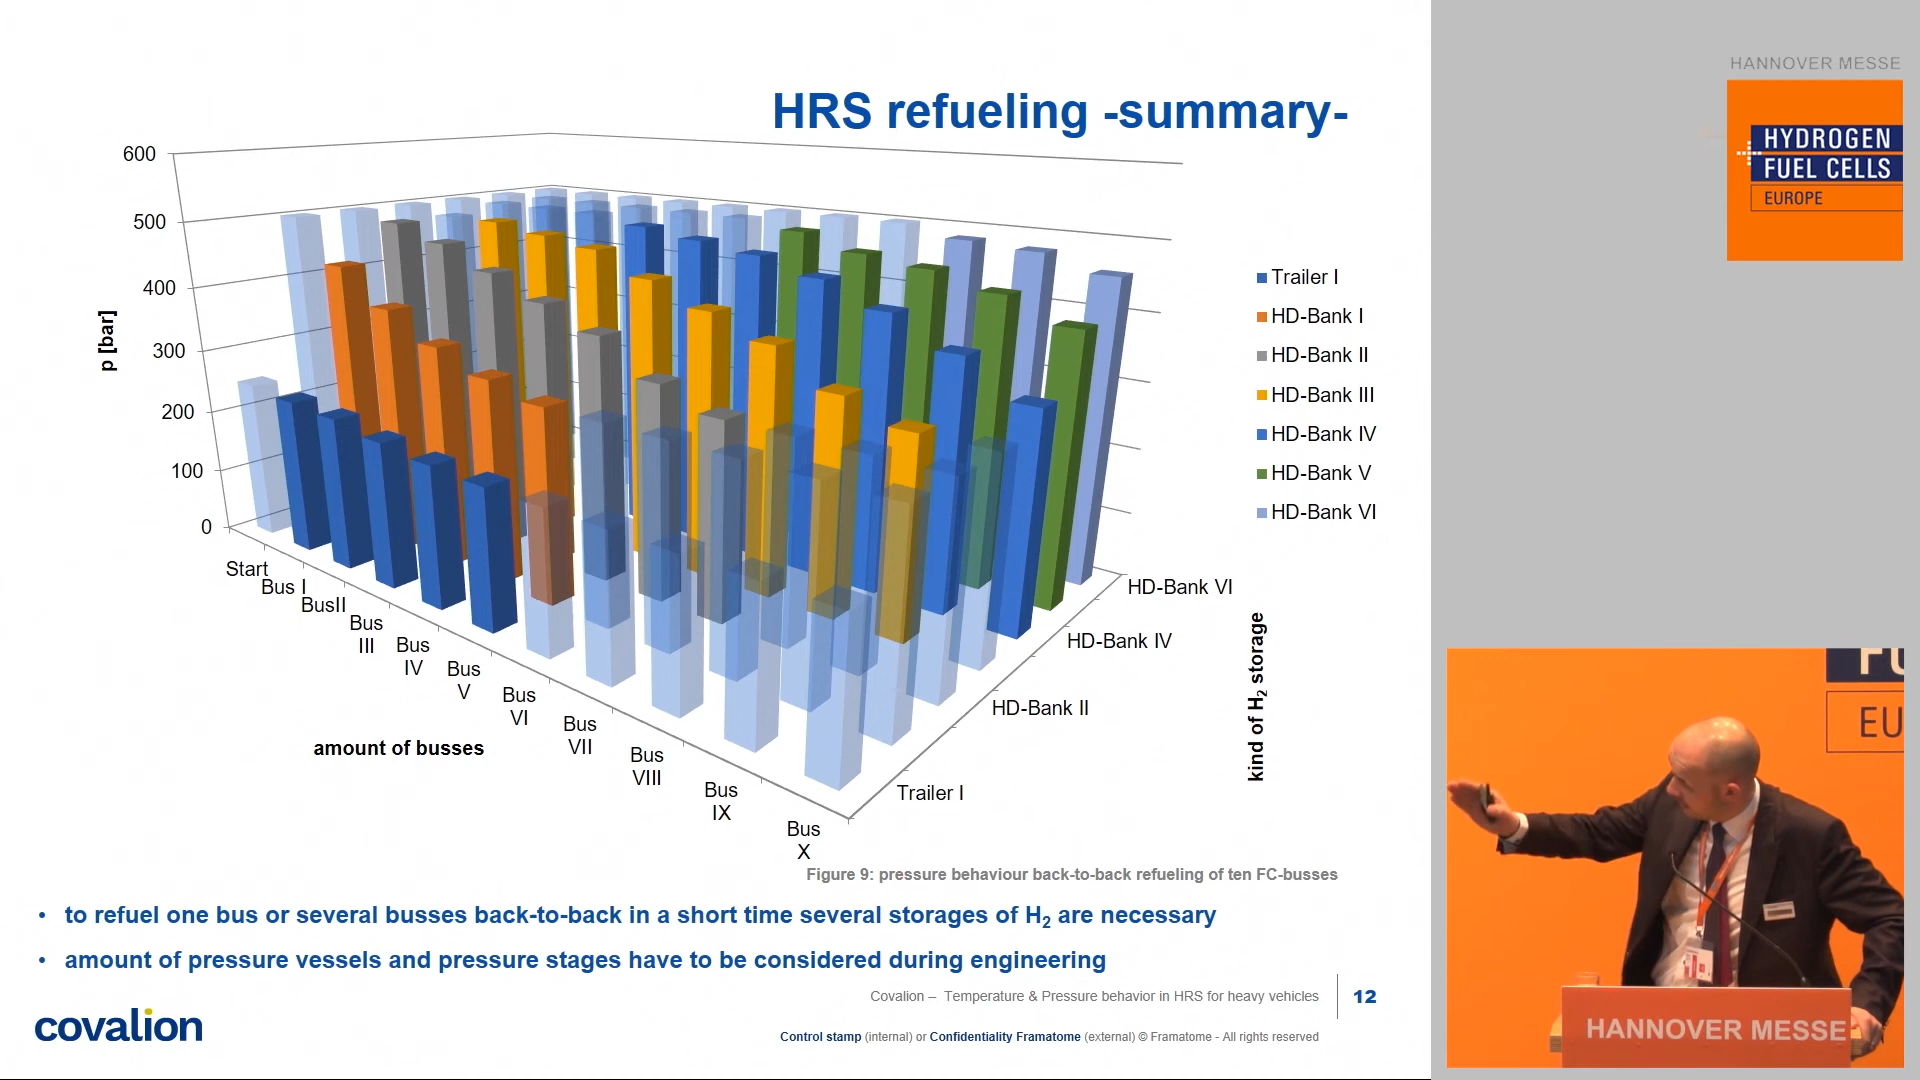 HRS refueling -summary-
600
500
400
300
200
100
0
p [bar]
Start
Bus I
BusII
Bus
III
Bus
IV
Bus
V
Bus
VI
Bus
VII
Bus
VIII
Bus
IX
Bus
X
amount of busses
Trailer I
HD-Bank II
HD-Bank IV
HD-Bank VI
kind of H2 storage
Trailer I
HD-Bank I
HD-Bank II
HD-Bank III
HD-Bank IV
HD-Bank V
HD-Bank VI
Figure 9: pressure behaviour back-to-back refueling of ten FC-busses
• to refuel one bus or several busses back-to-back in a short time several storages of H2 are necessary
• amount of pressure vessels and pressure stages have to be considered during engineering
Covalion – Temperature & Pressure behavior in HRS for heavy vehicles
12
covalion
Control stamp (internal) or Confidentiality Framatome (external) © Framatome - All rights reserved
HANNOVER MESSE
HYDROGEN
FUEL CELLS
EUROPE
FU
EU
HANNOVER MESSE